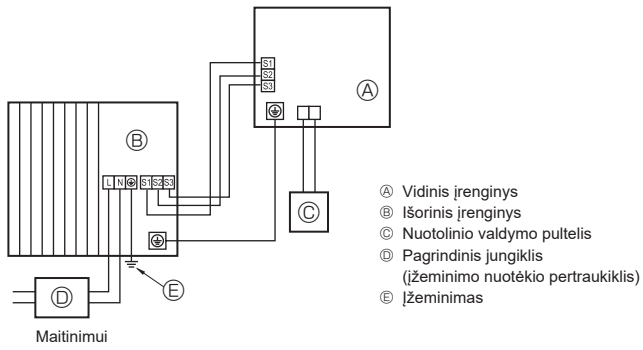 S1
S2
S3
Ⓐ
Ⓑ
L N S1 S2 S3
Ⓒ
Ⓓ
Ⓔ
Maitinimui
Ⓐ Vidinis įrenginys
Ⓑ Išorinis įrenginys
Ⓒ Nuotolinio valdymo pultelis
Ⓓ Pagrindinis jungiklis
(įžeminimo nuotėkio pertraukiklis)
Ⓔ Įžeminimas